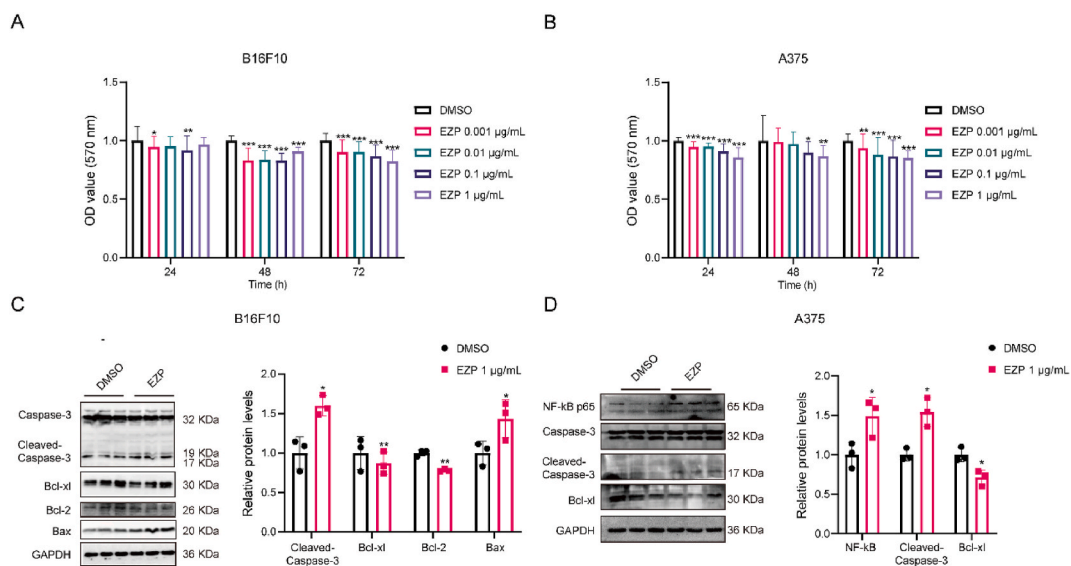 A
B16F10
1.5
1.0
0.5
0.0
OD value (570 nm)
* **
*** *** *** ***
*** *** *** ***
24 48 72
Time (h)
DMSO
EZP 0.001 µg/mL
EZP 0.01 µg/mL
EZP 0.1 µg/mL
EZP 1 µg/mL
B
A375
1.5
1.0
0.5
0.0
OD value (570 nm)
*** *** *** ***
* **
** *** *** ***
24 48 72
Time (h)
DMSO
EZP 0.001 µg/mL
EZP 0.01 µg/mL
EZP 0.1 µg/mL
EZP 1 µg/mL
C
B16F10
DMSO EZP
Caspase-3 32 KDa
Cleaved- 19 KDa
Caspase-3 17 KDa
Bcl-xl 30 KDa
Bcl-2 26 KDa
Bax 20 KDa
GAPDH 36 KDa
DMSO
EZP 1 µg/mL
2.0
1.5
1.0
0.5
0.0
Relative protein levels
* ** ** *
Cleaved- Bcl-xl Bcl-2 Bax
Caspase-3
D
A375
DMSO EZP
NF-kB p65 65 KDa
Caspase-3 32 KDa
Cleaved-
Caspase-3 17 KDa
Bcl-xl 30 KDa
GAPDH 36 KDa
DMSO
EZP 1 µg/mL
2.0
1.5
1.0
0.5
0.0
Relative protein levels
* * *
NF-kB Cleaved- Bcl-xl
Caspase-3